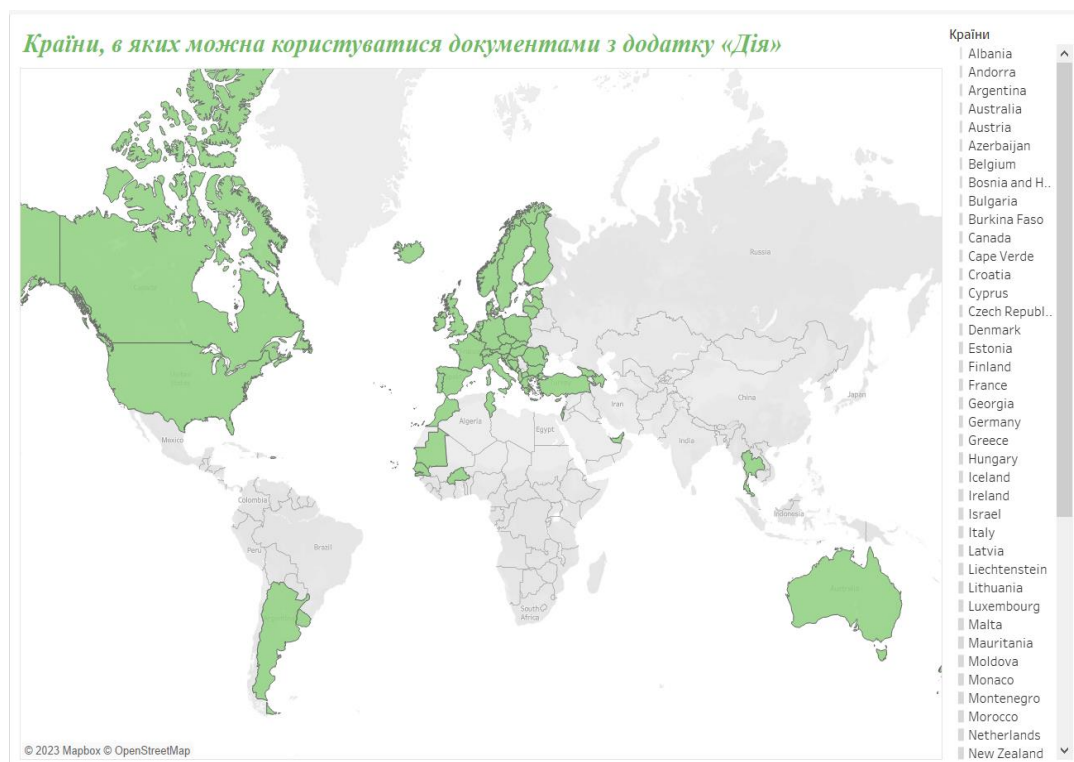 Країни, в яких можна користуватися документами з додатку «Дія»
Країни
Albania
Andorra
Argentina
Australia
Austria
Azerbaijan
Belgium
Bosnia and H..
Bulgaria
Burkina Faso
Canada
Cape Verde
Croatia
Cyprus
Czech Republ..
Denmark
Estonia
Finland
France
Georgia
Germany
Greece
Hungary
Iceland
Ireland
Israel
Italy
Latvia
Liechtenstein
Lithuania
Luxembourg
Malta
Mauritania
Moldova
Monaco
Montenegro
Morocco
Netherlands
New Zealand
Russia
China
Japan
Iran
India
Algeria
Egypt
Mexico
Colombia
Peru
Brazil
Indonesia
South
Africa
© 2023 Mapbox © OpenStreetMap